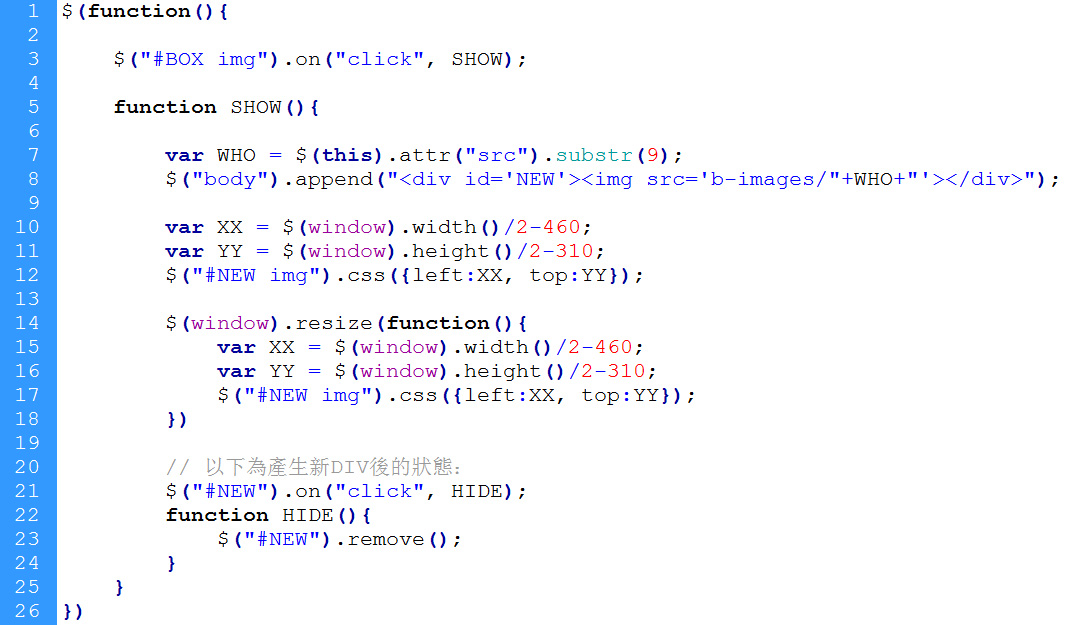 1 $(function(){
2
3     $("#BOX img").on("click", SHOW);
4
5     function SHOW(){
6
7         var WHO = $(this).attr("src").substr(9);
8         $("body").append("<div id='NEW'><img src='b-images/"+WHO+"'></div>");
9
10         var XX = $(window).width()/2-460;
11         var YY = $(window).height()/2-310;
12         $("#NEW img").css({left:XX, top:YY});
13
14         $(window).resize(function(){
15             var XX = $(window).width()/2-460;
16             var YY = $(window).height()/2-310;
17             $("#NEW img").css({left:XX, top:YY});
18         })
19
20         // 以下為產生新DIV後的狀態:
21         $("#NEW").on("click", HIDE);
22         function HIDE(){
23             $("#NEW").remove();
24         }
25     }
26 })